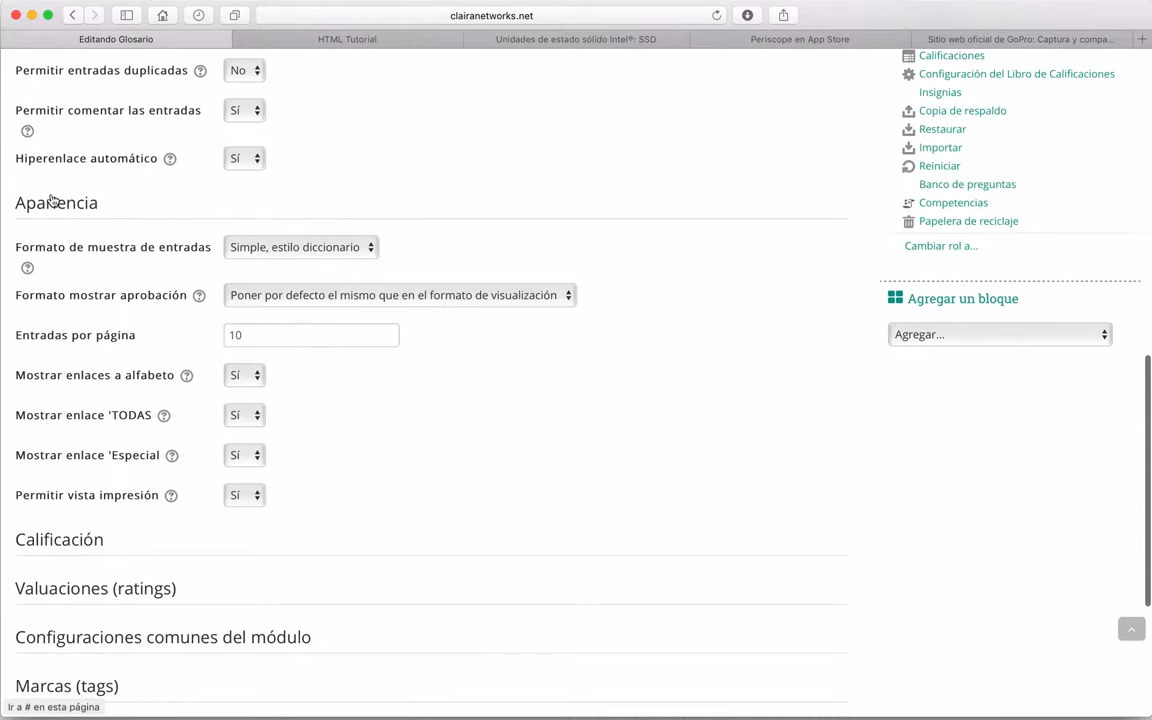 clairanetworks.net
Editando Glosario
HTML Tutorial
Unidades de estado sólido Intel®: SSD
Periscope en App Store
Sitio web oficial de GoPro: Captura y compa...
Permitir entradas duplicadas
No
Permitir comentar las entradas
Sí
Hiperenlace automático
Sí
Apariencia
Formato de muestra de entradas
Simple, estilo diccionario
Formato mostrar aprobación
Poner por defecto el mismo que en el formato de visualización
Entradas por página
10
Mostrar enlaces a alfabeto
Sí
Mostrar enlace 'TODAS
Sí
Mostrar enlace 'Especial
Sí
Permitir vista impresión
Sí
Calificación
Valuaciones (ratings)
Configuraciones comunes del módulo
Marcas (tags)
Ir a # en esta página
Calificaciones
Configuración del Libro de Calificaciones
Insignias
Copia de respaldo
Restaurar
Importar
Reiniciar
Banco de preguntas
Competencias
Papelera de reciclaje
Cambiar rol a...
Agregar un bloque
Agregar...